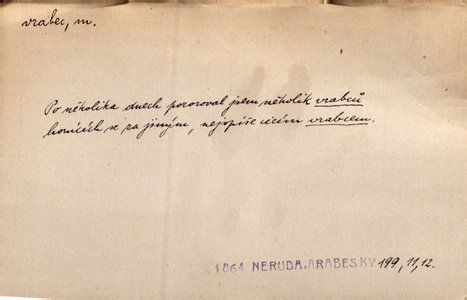 vrabec, m.
Po několika dnech pozoroval jsem několik vrabců
honících se za jiným, nejspíše cizím vrabcem.
1864 NERUDA, ARABESKY 199, 11, 12.